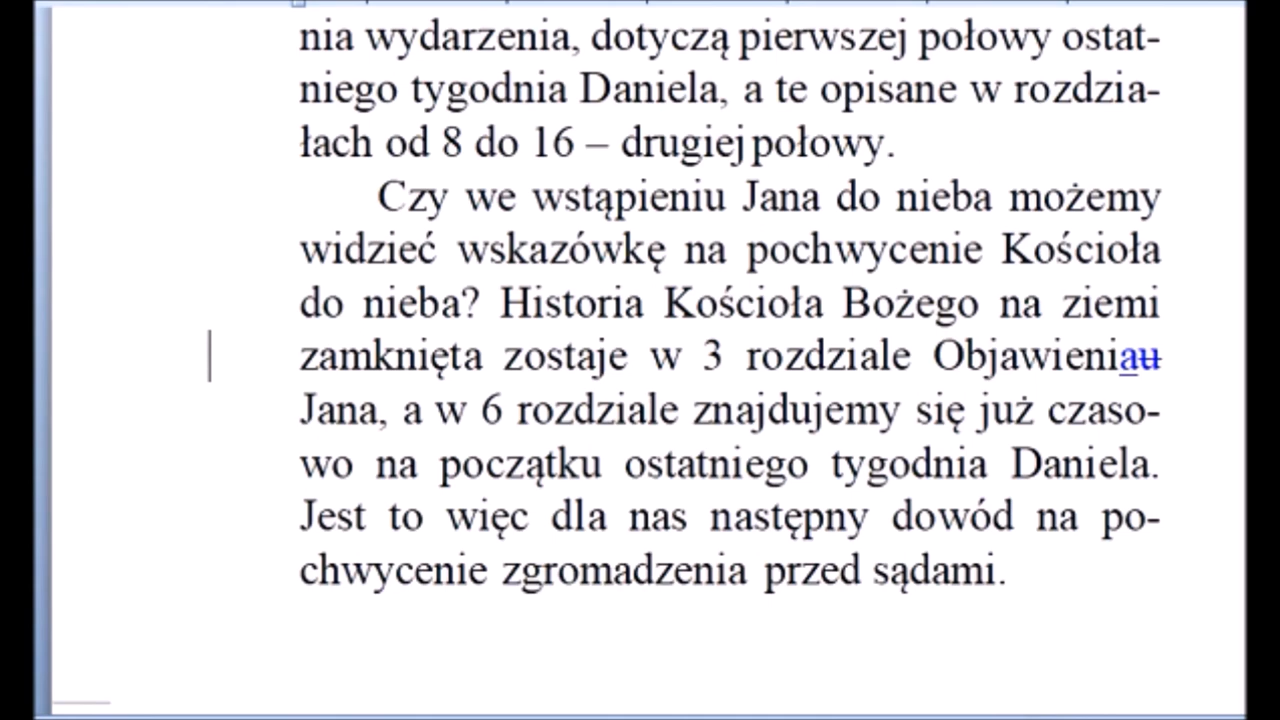 nia wydarzenia, dotyczą pierwszej połowy ostat-
niego tygodnia Daniela, a te opisane w rozdzia-
łach od 8 do 16 – drugiej połowy.
Czy we wstąpieniu Jana do nieba możemy
widzieć wskazówkę na pochwycenie Kościoła
do nieba? Historia Kościoła Bożego na ziemi
zamknięta zostaje w 3 rozdziale Objawieniau
Jana, a w 6 rozdziale znajdujemy się już czaso-
wo na początku ostatniego tygodnia Daniela.
Jest to więc dla nas następny dowód na po-
chwycenie zgromadzenia przed sądami.